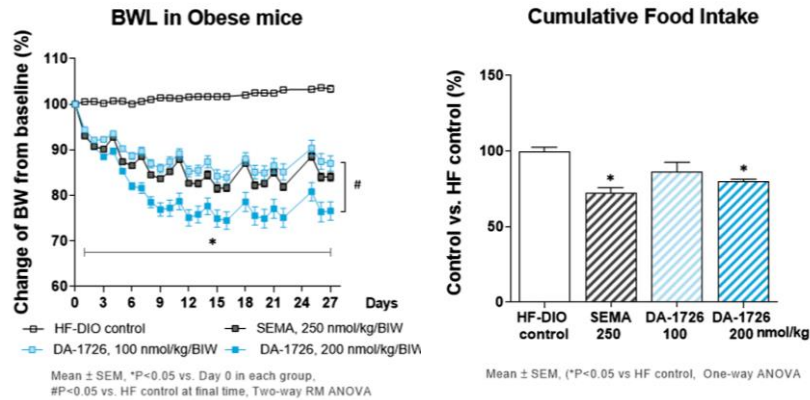 BWL in Obese mice
Change of BW from baseline (%)
110
100
90
80
70
60
#
*
0 3 6 9 12 15 18 21 24 27 Days
HF-DIO control
SEMA, 250 nmol/kg/BIW
DA-1726, 100 nmol/kg/BIW
DA-1726, 200 nmol/kg/BIW
Mean ± SEM, *P<0.05 vs. Day 0 in each group,
#P<0.05 vs. HF control at final time, Two-way RM ANOVA
Cumulative Food Intake
Control vs. HF control (%)
150
100
50
0
*
*
HF-DIO control
SEMA 250
DA-1726 100
DA-1726 200 nmol/kg
Mean ± SEM, (*P<0.05 vs HF control, One-way ANOVA